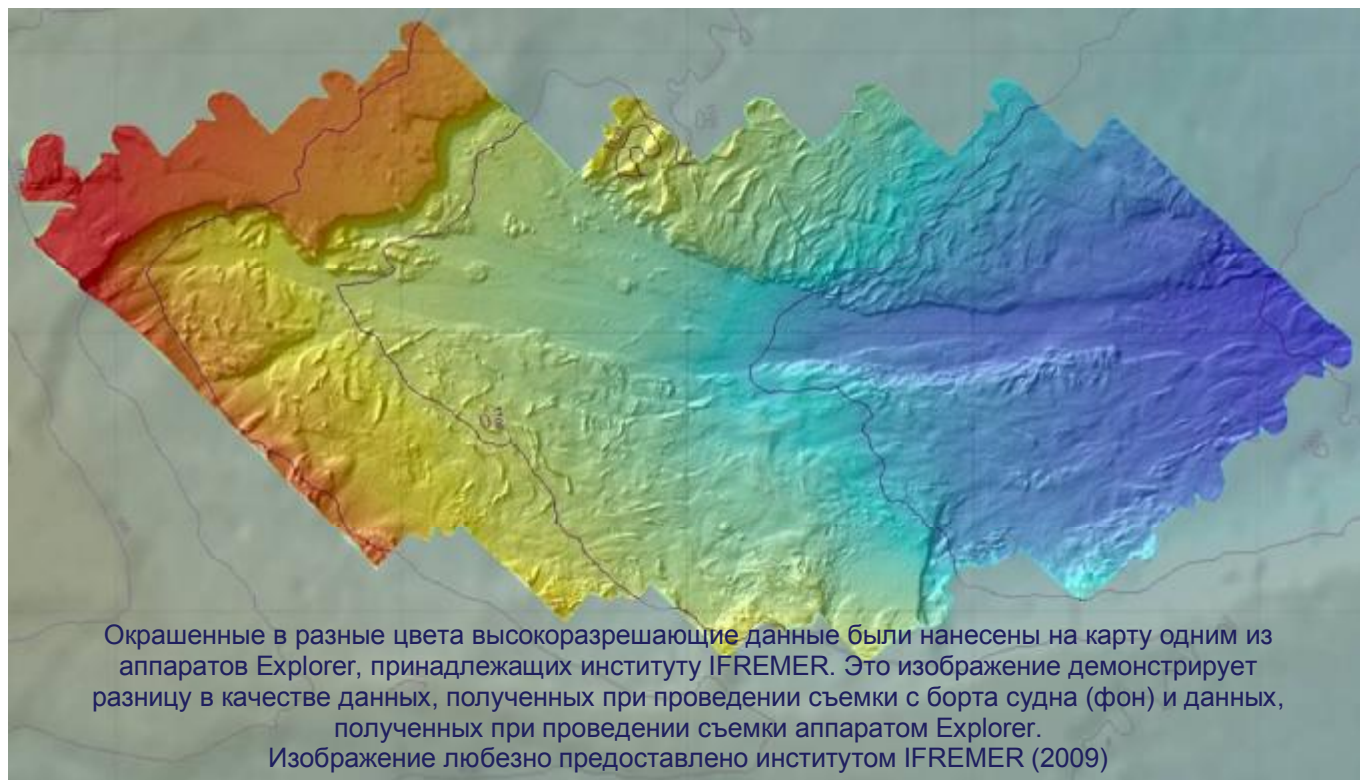 Окрашенные в разные цвета высокоразрешающие данные были нанесены на карту одним из
аппаратов Explorer, принадлежащих институту IFREMER. Это изображение демонстрирует
разницу в качестве данных, полученных при проведении съемки с борта судна (фон) и данных,
полученных при проведении съемки аппаратом Explorer.
Изображение любезно предоставлено институтом IFREMER (2009)